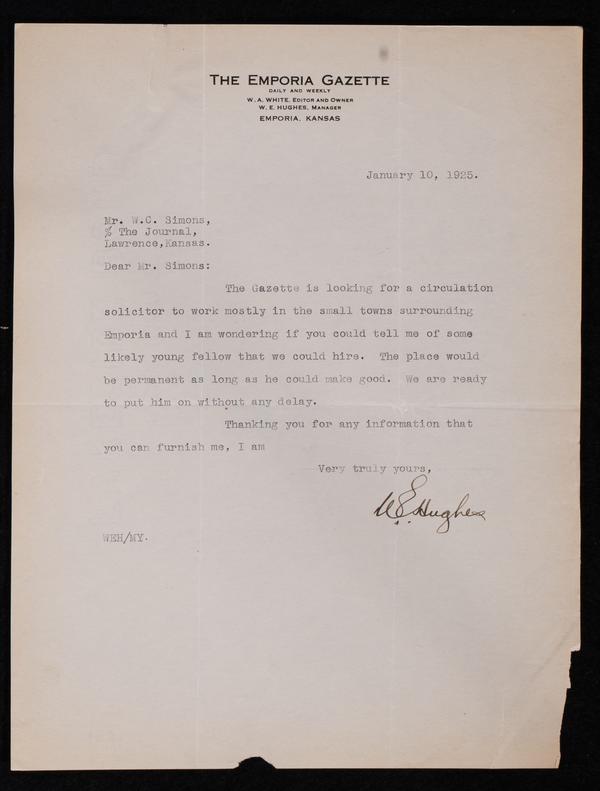 THE EMPORIA GAZETTE
DAILY AND WEEKLY
W. A. WHITE, EDITOR AND OWNER
W. E. HUGHES, MANAGER
EMPORIA, KANSAS
January 10, 1925.
Mr. W.C. Simons,
% The Journal,
Lawrence,Kansas.
Dear Mr. Simons:
The Gazette is looking for a circulation
solicitor to work mostly in the small towns surrounding
Emporia and I am wondering if you could tell me of some
likely young fellow that we could hire. The place would
be permanent as long as he could make good. We are ready
to put him on without any delay.
Thanking you for any information that
you can furnish me, I am
Very truly yours,
W.E. Hughes
WEH/MY.